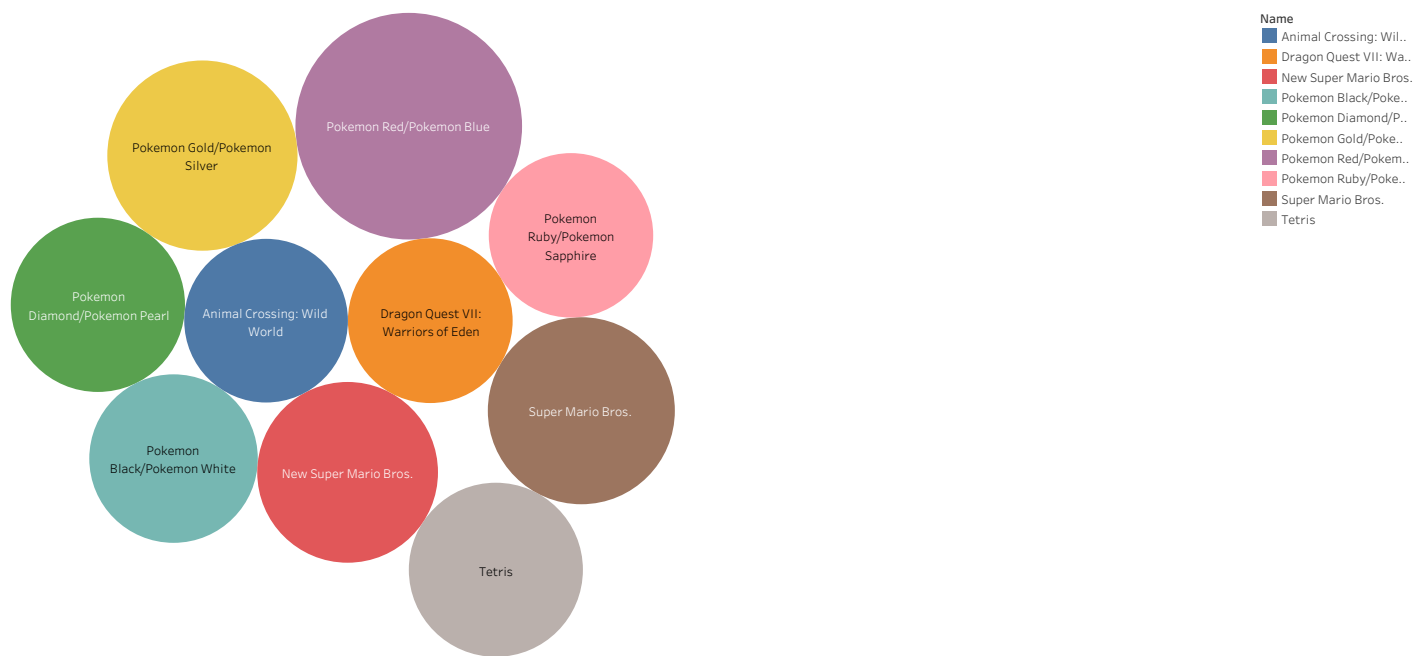 Pokemon Red/Pokemon Blue
Pokemon Gold/Pokemon
Silver
Pokemon
Ruby/Pokemon
Sapphire
Pokemon
Diamond/Pokemon Pearl
Animal Crossing: Wild
World
Dragon Quest VII:
Warriors of Eden
Super Mario Bros.
Pokemon
Black/Pokemon White
New Super Mario Bros.
Tetris
Name
Animal Crossing: Wil..
Dragon Quest VII: Wa..
New Super Mario Bros.
Pokemon Black/Poke..
Pokemon Diamond/P..
Pokemon Gold/Poke..
Pokemon Red/Pokem..
Pokemon Ruby/Poke..
Super Mario Bros.
Tetris